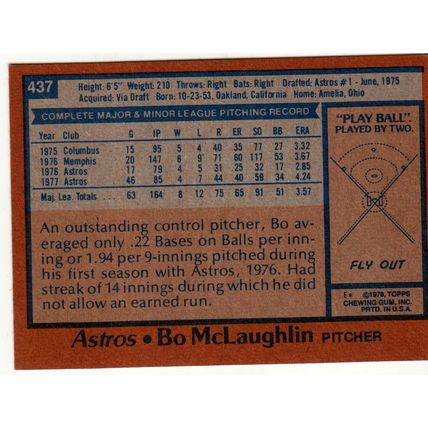 437
Height: 6'5" Weight: 210 Throws: Right Bats: Right Drafted: Astros #1 - June, 1975
Acquired: Via Draft Born: 10-23-53, Oakland, California Home: Amelia, Ohio
COMPLETE MAJOR & MINOR LEAGUE PITCHING RECORD
Year Club G IP W L R ER SO BB ERA
1975 Columbus 15 95 5 4 40 35 77 27 3.32
1976 Memphis 20 147 6 9 71 60 117 53 3.67
1976 Astros 17 79 4 5 31 25 32 17 2.85
1977 Astros 46 85 4 7 44 40 59 34 4.24
Maj. Lea. Totals 63 164 8 12 75 65 91 51 3.57
An outstanding control pitcher, Bo av-
eraged only .22 Bases on Balls per inn-
ing or 1.94 per 9-innings pitched during
his first season with Astros, 1976. Had
streak of 14 innings during which he did
not allow an earned run.
"PLAY BALL".
PLAYED BY TWO.
FLY OUT
E* ©1978, TOPPS
CHEWING GUM, INC.
PRTD. IN U.S.A.
Astros • Bo McLaughlin PITCHER